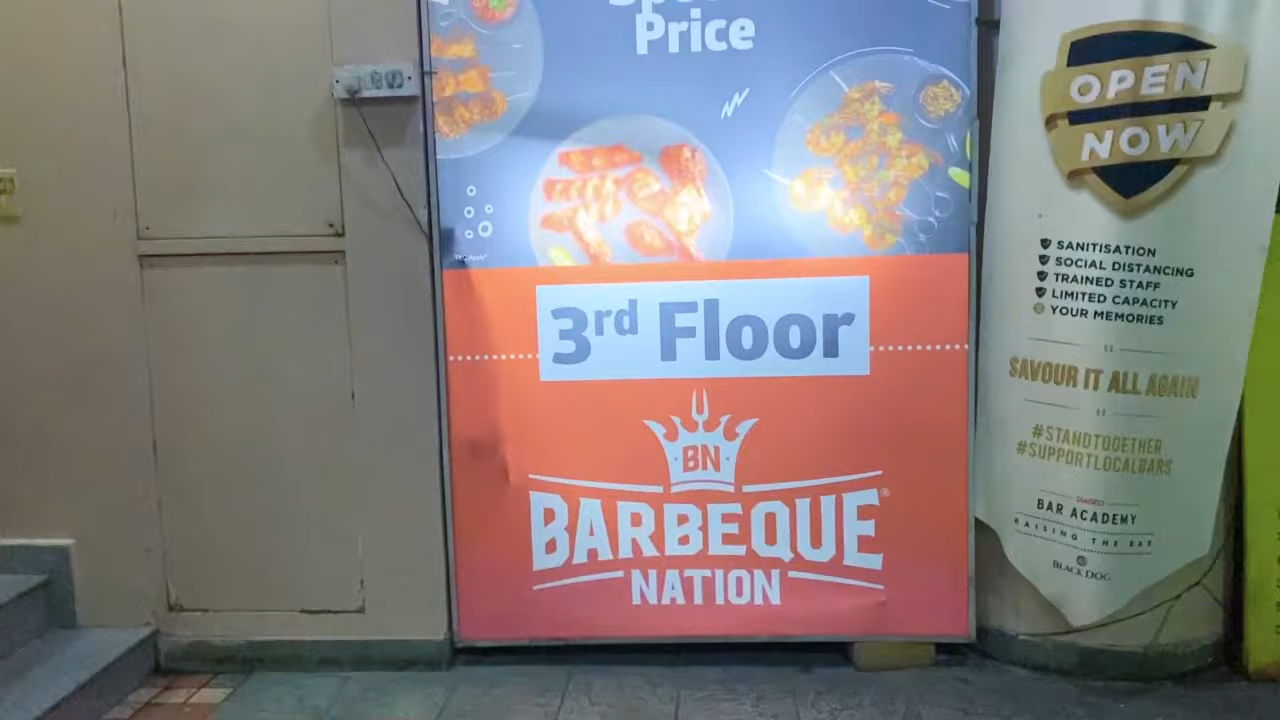 Price
T&C Apply*
3rd Floor
BN
BARBEQUE®
NATION
OPEN
NOW
SANITISATION
SOCIAL DISTANCING
TRAINED STAFF
LIMITED CAPACITY
YOUR MEMORIES
SAVOUR IT ALL AGAIN
#STANDTOGETHER
#SUPPORTLOCALBARS
DIAGEO
BAR ACADEMY
RAISING THE BAR
BLACK DOG